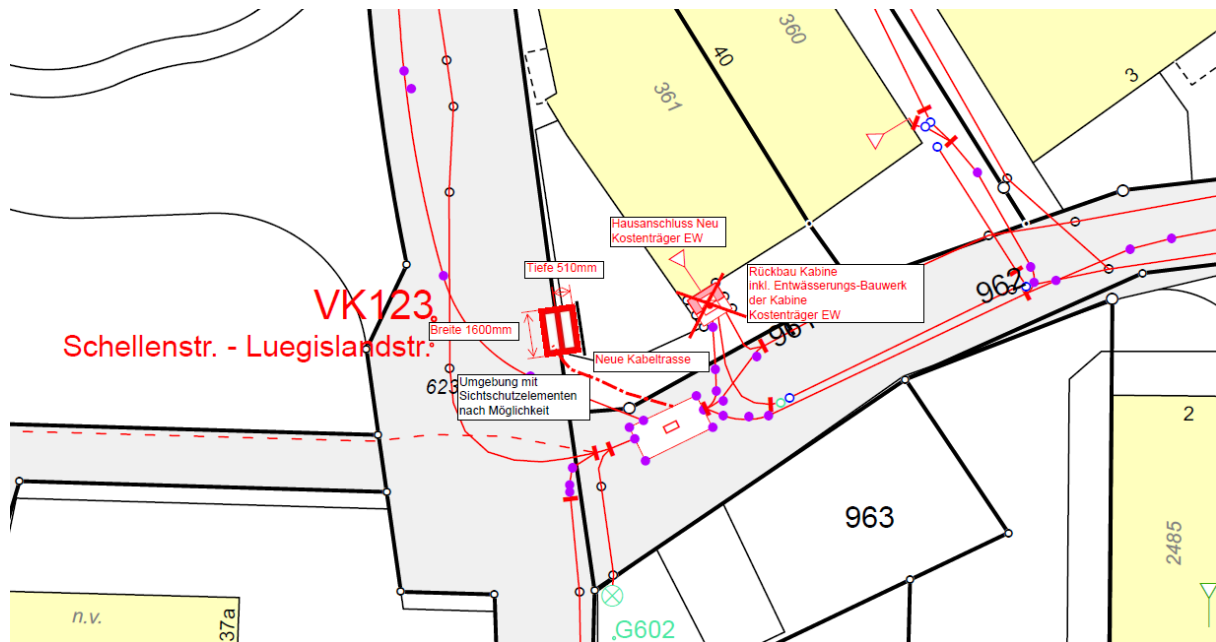 360
40
3
361
Hausanschluss Neu
Kostenträger EW
Tiefe 510mm
Rückbau Kabine
inkl. Entwässerungs-Bauwerk
der Kabine
Kostenträger EW
962
VK123
Breite 1600mm
961
Schellenstr. - Luegislandstr.
Neue Kabeltrasse
623
Umgebung mit
Sichtschutzelementen
nach Möglichkeit
2
963
2485
n.v.
37a
G602